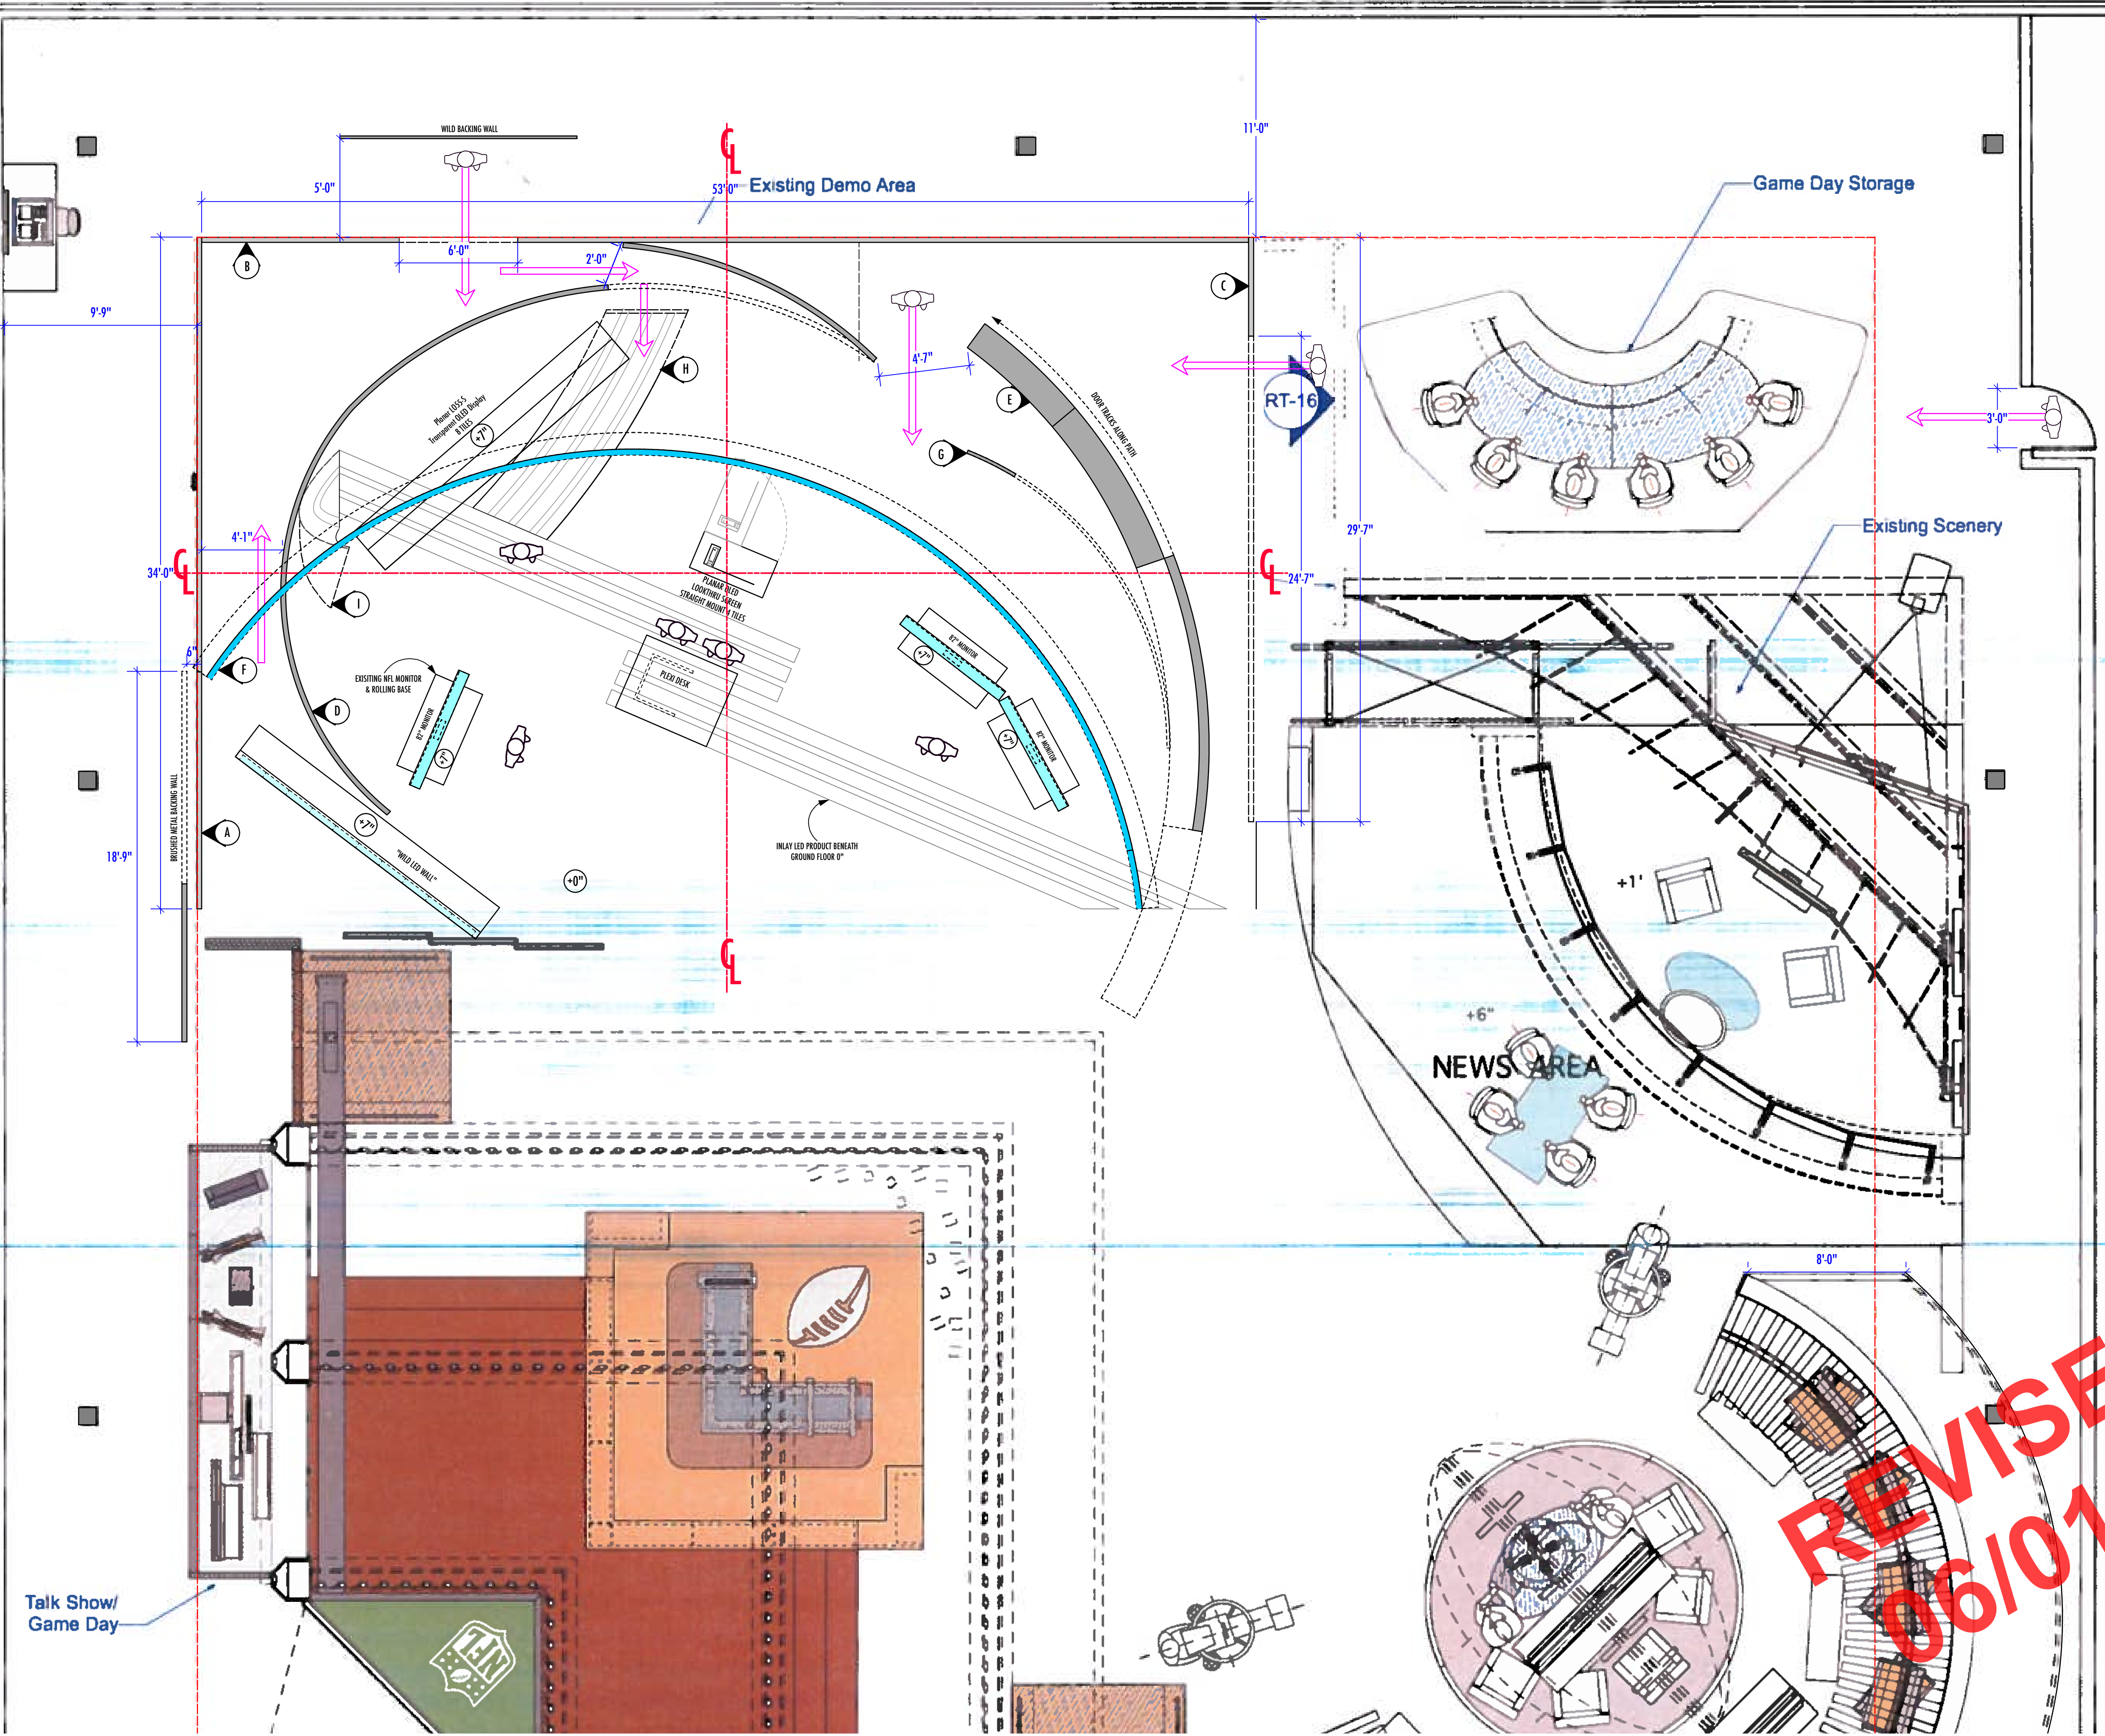 WILD BACKING WALL
11'-0"
5'-0"
53'-0"
Existing Demo Area
Game Day Storage
B
6'-0"
2'-0"
C
9'-9"
4'-7"
H
E
DOOR TRACKS ALONG PATH
RT-16
3'-0"
Planar LO55-S
Transparent OLED Display
8 TILES
+7"
G
Existing Scenery
29'-7"
4'-1"
34'-0"
24'-7"
PLANAR OLED
LOOKTHRU SCREEN
STRAIGHT MOUNT 4 TILES
I
6"
F
EXISITING NFL MONITOR
& ROLLING BASE
PLEXI DESK
82" MONITOR
+7"
D
82" MONITOR
+7"
82" MONITOR
+7"
BRUSHED METAL BACKING WALL
A
+7"
"WILD LED WALL"
18'-9"
INLAY LED PRODUCT BENEATH
GROUND FLOOR 0"
+0"
+1'
+6"
NEWS AREA
8'-0"
Talk Show/
Game Day
NFL
REVISE
06/01